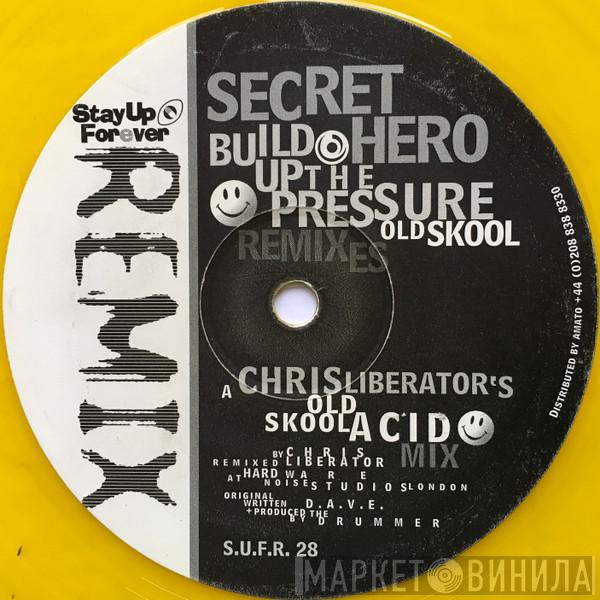 Stay Up
Forever
REMIX
SECRET
HERO
BUILD
UP THE
PRESSURE
OLD SKOOL
REMIXES
A CHRIS LIBERATOR'S
OLD
SKOOL ACID
MIX
REMIXED BY CHRIS LIBERATOR
AT HARDWARE NOISE STUDIOS LONDON
ORIGINAL WRITTEN
+ PRODUCED BY D.A.V.E. THE DRUMMER
S.U.F.R. 28
DISTRIBUTED BY AMATO +44 (0)208 838 8330
МАРКЕТ ВИНИЛА